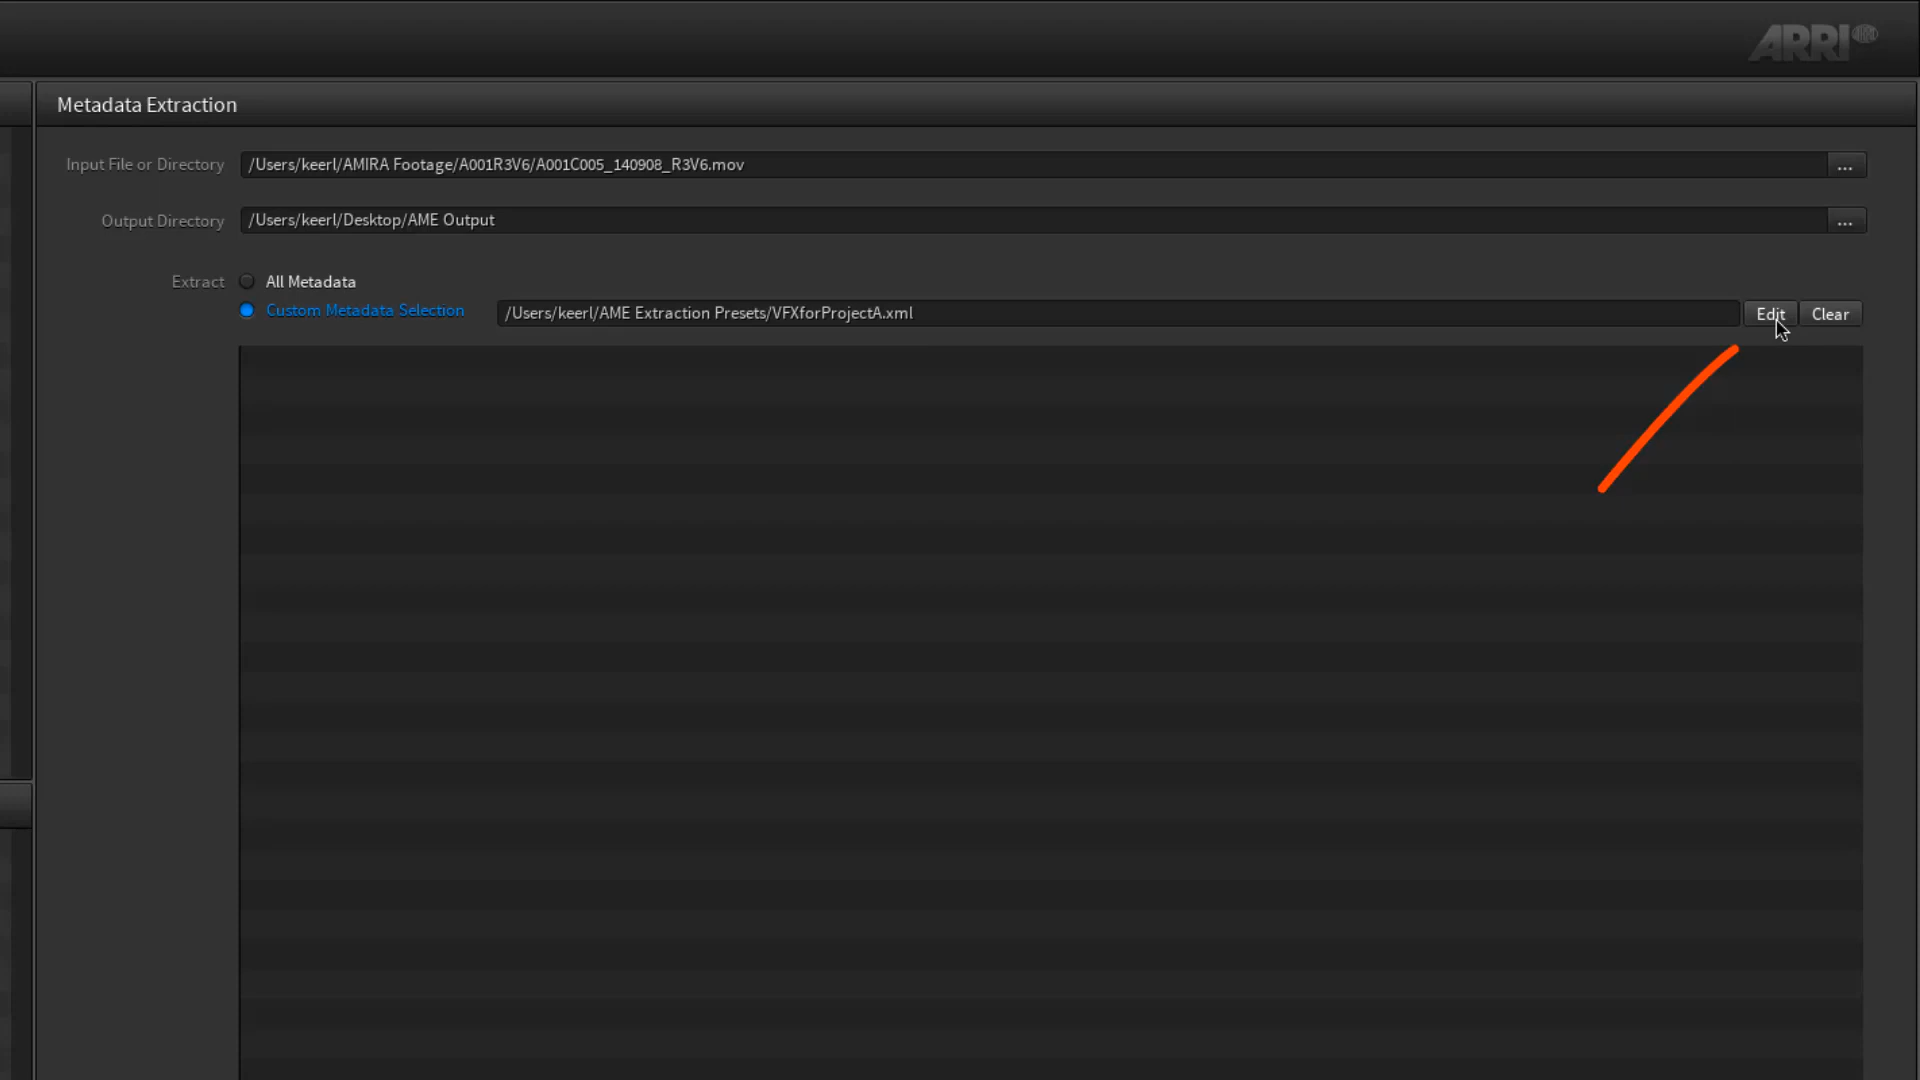 ARRI
Metadata Extraction
Input File or Directory /Users/keerl/AMIRA Footage/A001R3V6/A001C005_140908_R3V6.mov ...
Output Directory /Users/keerl/Desktop/AME Output ...
Extract All Metadata
Custom Metadata Selection /Users/keerl/AME Extraction Presets/VFXforProjectA.xml Edit Clear